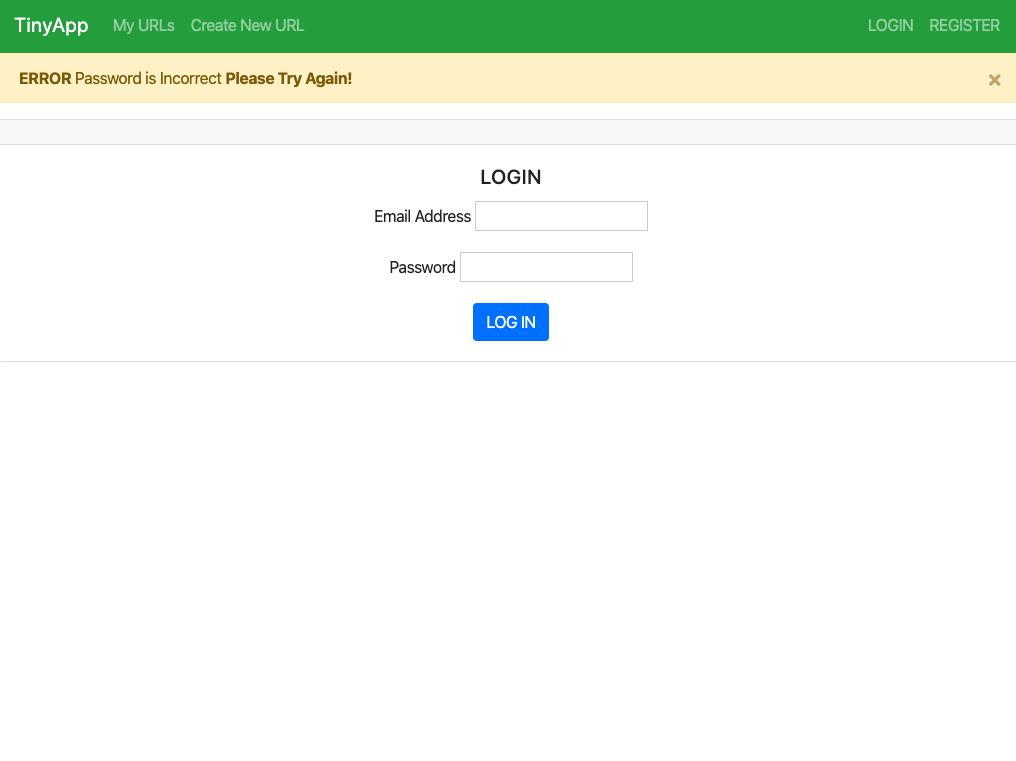 TinyApp My URLs Create New URL LOGIN REGISTER
ERROR Password is Incorrect Please Try Again! ×
LOGIN
Email Address
Password
LOG IN